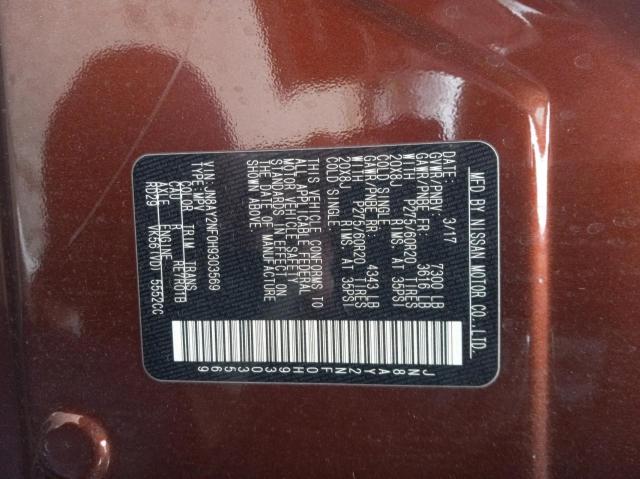 MFD BY NISSAN MOTOR CO.,LTD.
DATE: 3/17
GVWR/PNBV: 7300 LB
GAWR/PNBE FR: 3616 LB
WITH P275/60R20 TIRES
20X8J RIMS, AT 35PSI
COLD SINGLE
GAWR/PNBE RR: 4343 LB
WITH P275/60R20 TIRES
20X8J RIMS, AT 35PSI
COLD SINGLE
THIS VEHICLE CONFORMS TO
ALL APPLICABLE FEDERAL
MOTOR VEHICLE SAFETY
STANDARDS IN EFFECT ON
THE DATE OF MANUFACTURE
SHOWN ABOVE.
V.I.N: JN8AY2NF0H9303569
MPV
COLOR TRIM TRANS
CAU R RE7R01B
ENGINE
RD29 VK56(VVD) 5552CC
JN8AY2NF0H9303569